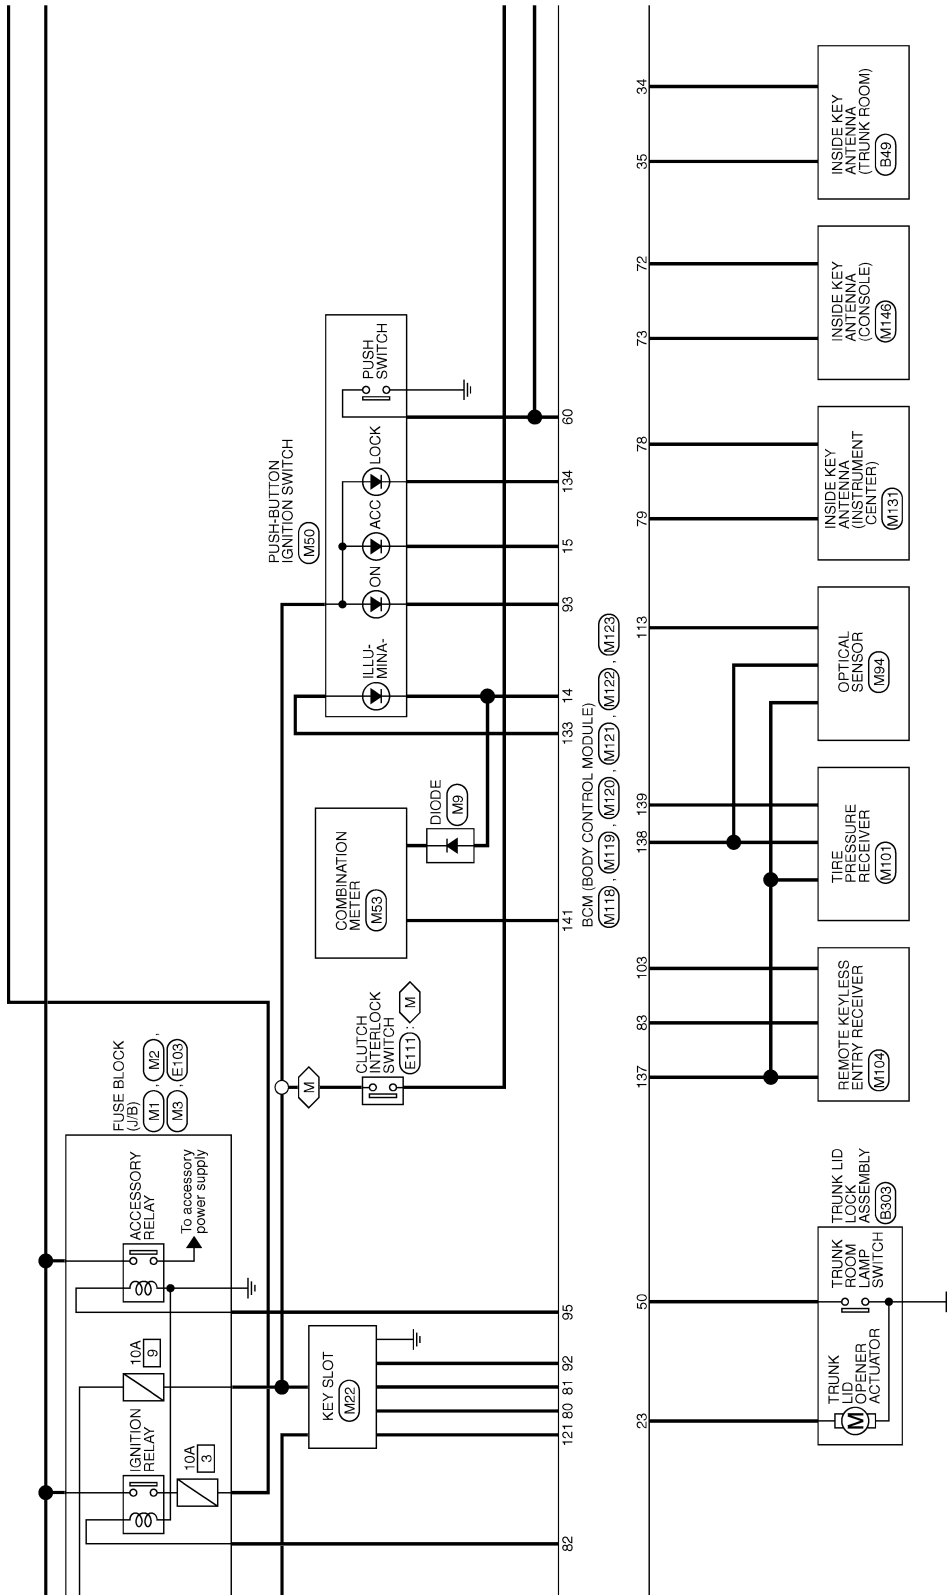 FUSE BLOCK
(J/B)
M1 , M2 ,
M3 , E103
IGNITION
RELAY
10A
3
10A
9
ACCESSORY
RELAY
To accessory
power supply
KEY SLOT
M22
M
CLUTCH
INTERLOCK
SWITCH
E111 : M
COMBINATION
METER
M53
DIODE
M9
PUSH-BUTTON
IGNITION SWITCH
M50
ILLU-
MINA-
ON
ACC
LOCK
PUSH
SWITCH
82
121
80
81
92
95
141
133
14
93
15
134
60
BCM (BODY CONTROL MODULE)
M118 , M119 , M120 , M121 , M122 , M123
23
50
137
83
103
138
139
113
79
78
73
72
35
34
TRUNK
LID
OPENER
ACTUATOR
M
TRUNK
ROOM
LAMP
SWITCH
TRUNK LID
LOCK
ASSEMBLY
B303
REMOTE KEYLESS
ENTRY RECEIVER
M104
TIRE
PRESSURE
RECEIVER
M101
OPTICAL
SENSOR
M94
INSIDE KEY
ANTENNA
(INSTRUMENT
CENTER)
M131
INSIDE KEY
ANTENNA
(CONSOLE)
M146
INSIDE KEY
ANTENNA
(TRUNK ROOM)
B49